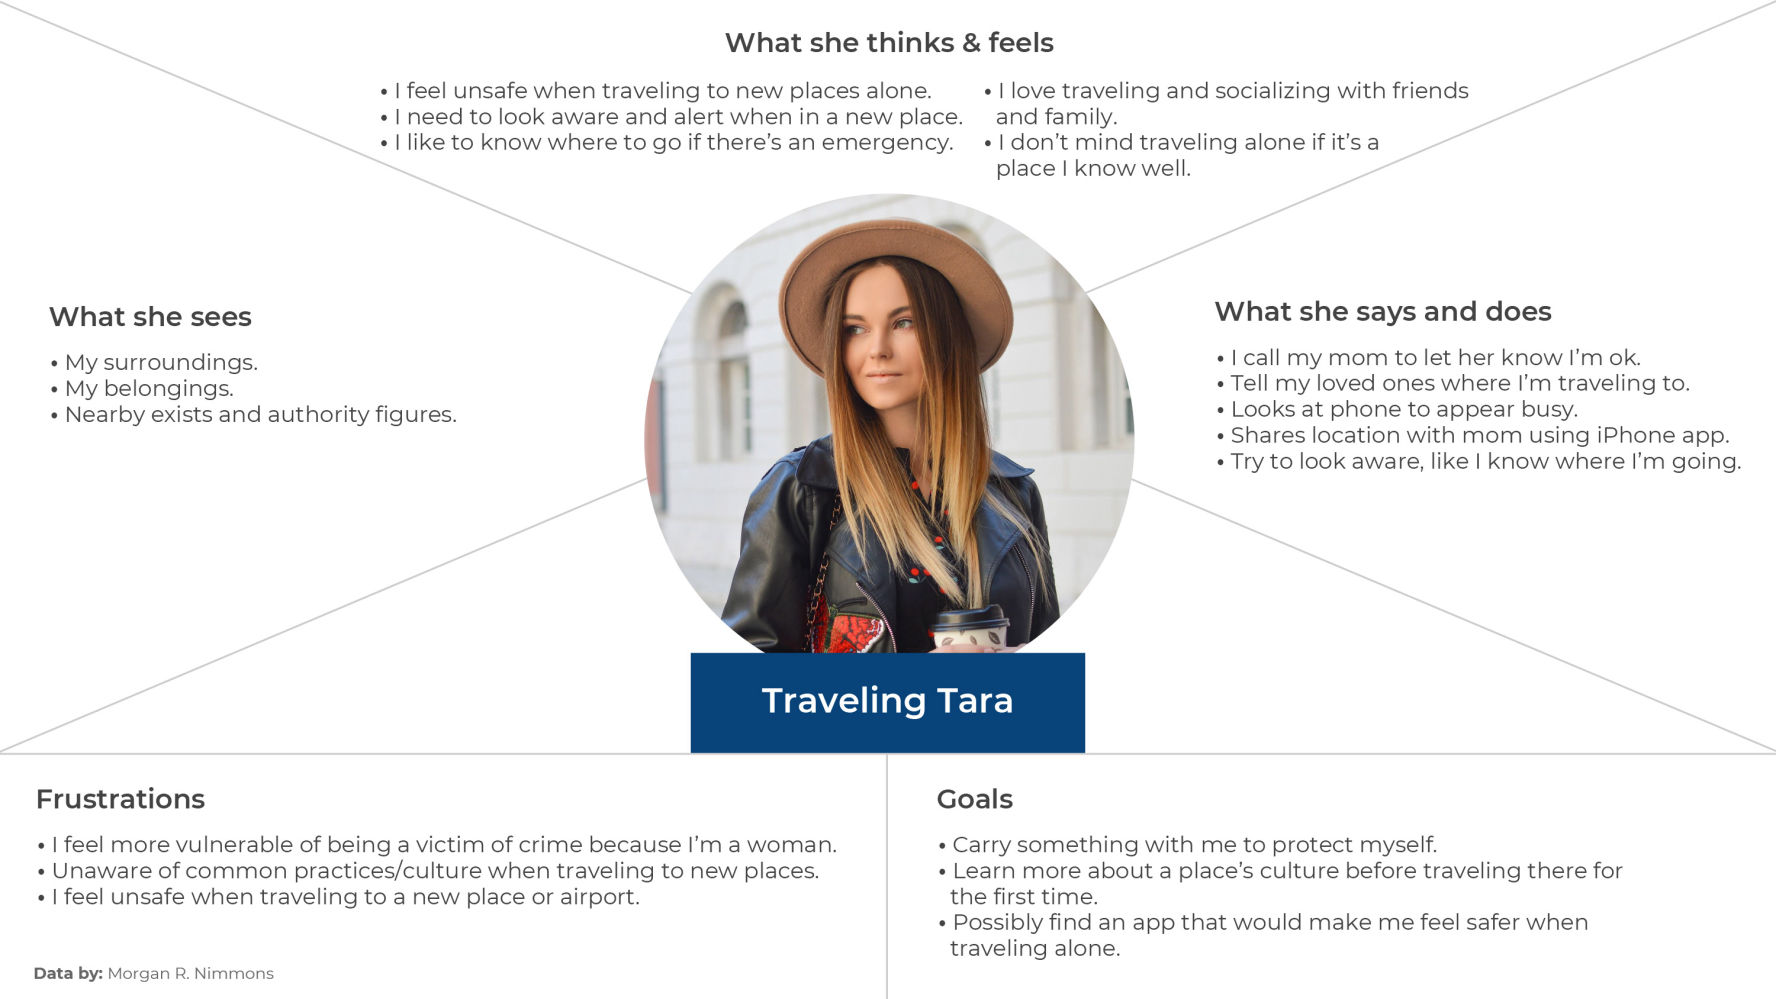 What she thinks & feels
• I feel unsafe when traveling to new places alone.
• I need to look aware and alert when in a new place.
• I like to know where to go if there’s an emergency.
• I love traveling and socializing with friends
and family.
• I don’t mind traveling alone if it’s a
place I know well.
What she sees
• My surroundings.
• My belongings.
• Nearby exists and authority figures.
What she says and does
• I call my mom to let her know I’m ok.
• Tell my loved ones where I’m traveling to.
• Looks at phone to appear busy.
• Shares location with mom using iPhone app.
• Try to look aware, like I know where I’m going.
Traveling Tara
Frustrations
• I feel more vulnerable of being a victim of crime because I’m a woman.
• Unaware of common practices/culture when traveling to new places.
• I feel unsafe when traveling to a new place or airport.
Data by: Morgan R. Nimmons
Goals
• Carry something with me to protect myself.
• Learn more about a place’s culture before traveling there for
the first time.
• Possibly find an app that would make me feel safer when
traveling alone.